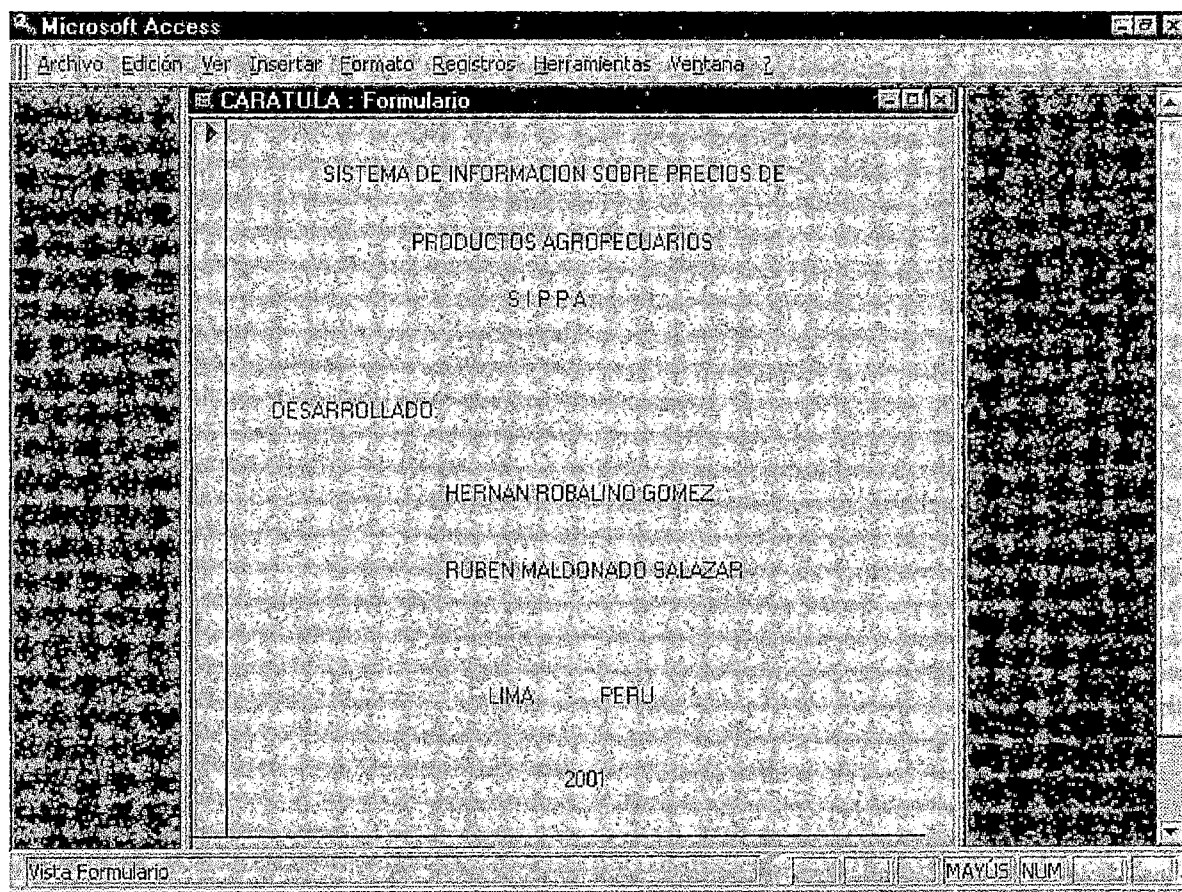 Microsoft Access
Archivo Edición Ver Insertar Formato Registros Herramientas Ventana ?
CARATULA : Formulario
SISTEMA DE INFORMACION SOBRE PRECIOS DE
PRODUCTOS AGROPECUARIOS
S I P P A
DESARROLLADO:
HERNAN ROBALINO GOMEZ
RUBEN MALDONADO SALAZAR
LIMA - PERU
2001
Vista Formulario
MAYÚS NUM